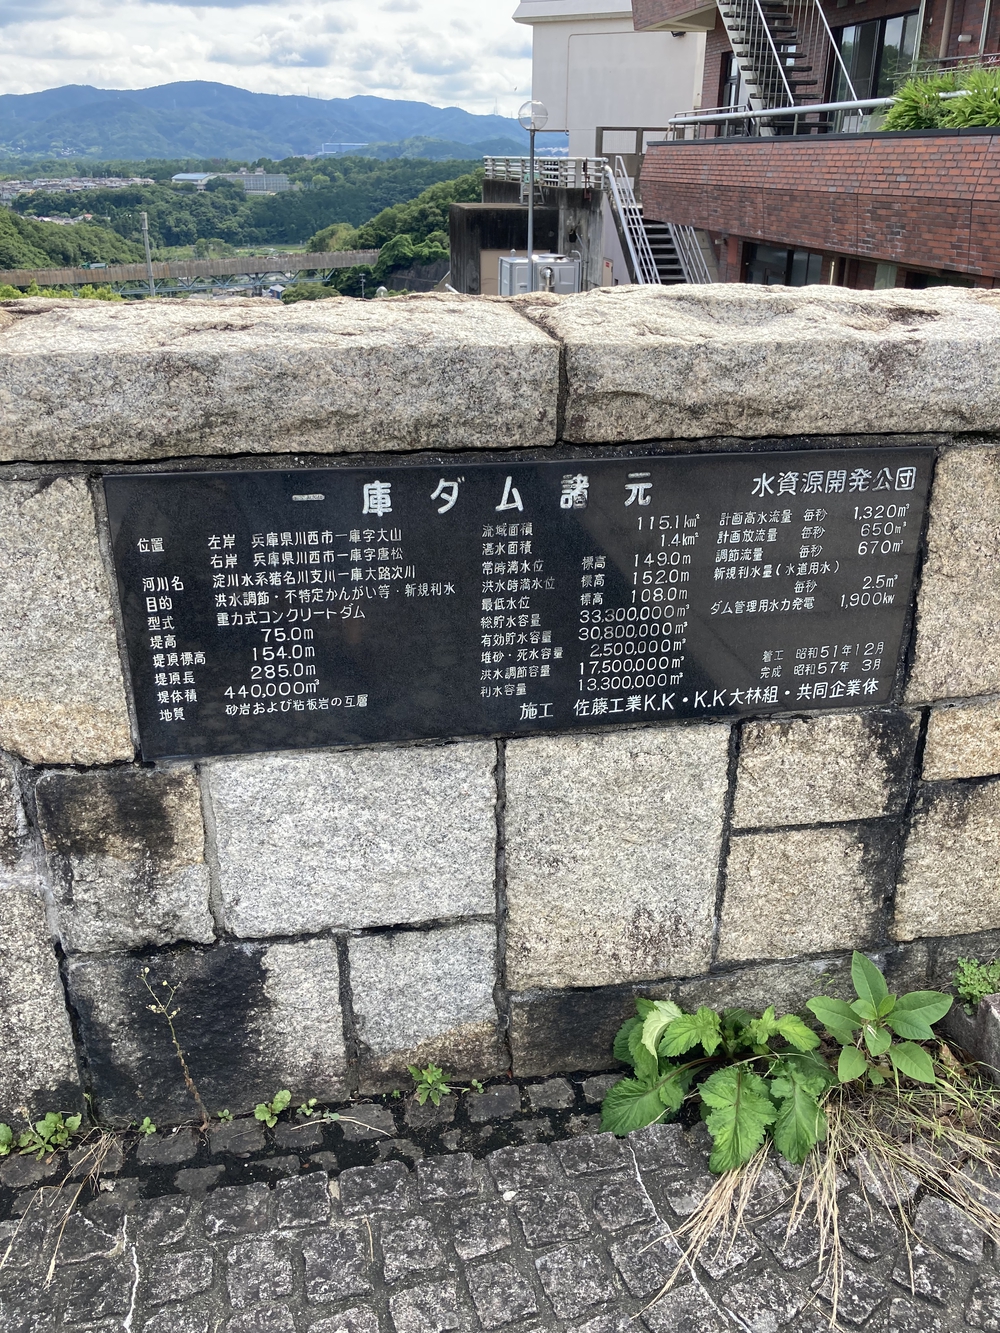 一庫ダム諸元
水資源開発公団
位置 左岸 兵庫県川西市一庫字大山
右岸 兵庫県川西市一庫字唐松
河川名 淀川水系猪名川支川一庫大路次川
目的 洪水調節・不特定かんがい等・新規利水
型式 重力式コンクリートダム
堤高 75.0m
堤頂標高 154.0m
堤頂長 285.0m
堤体積 440,000m³
地質 砂岩および粘板岩の互層
流域面積 115.1km²
湛水面積 1.4km²
常時満水位 標高 149.0m
洪水時満水位 標高 152.0m
最低水位 標高 108.0m
総貯水容量 33,300,000m³
有効貯水容量 30,800,000m³
堆砂・死水容量 2,500,000m³
洪水調節容量 17,500,000m³
利水容量 13,300,000m³
計画高水流量 毎秒 1,320m³
計画放流量 毎秒 650m³
調節流量 毎秒 670m³
新規利水量(水道用水)
毎秒 2.5m³
ダム管理用水力発電 1,900kw
着工 昭和51年12月
完成 昭和57年 3月
施工 佐藤工業K.K・K.K大林組・共同企業体